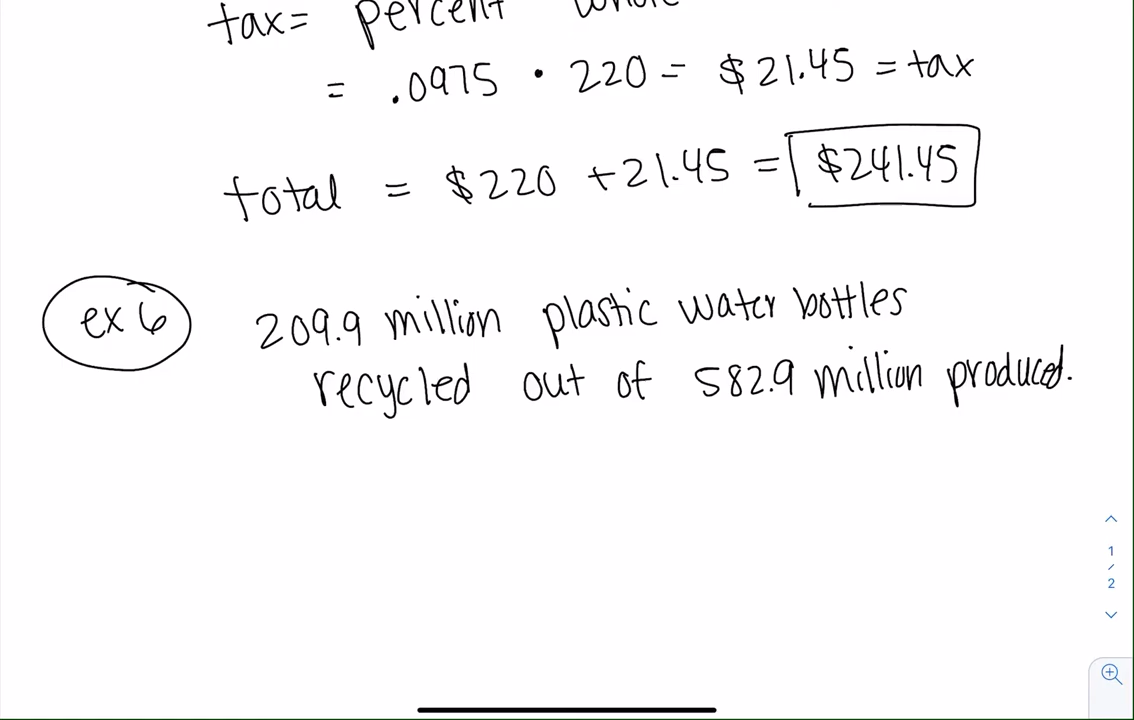 tax = percent whole
= .0975 · 220 = $21.45 = tax
total = $220 + 21.45 = $241.45
ex 6 209.9 million plastic water bottles
recycled out of 582.9 million produced.
1
/
2